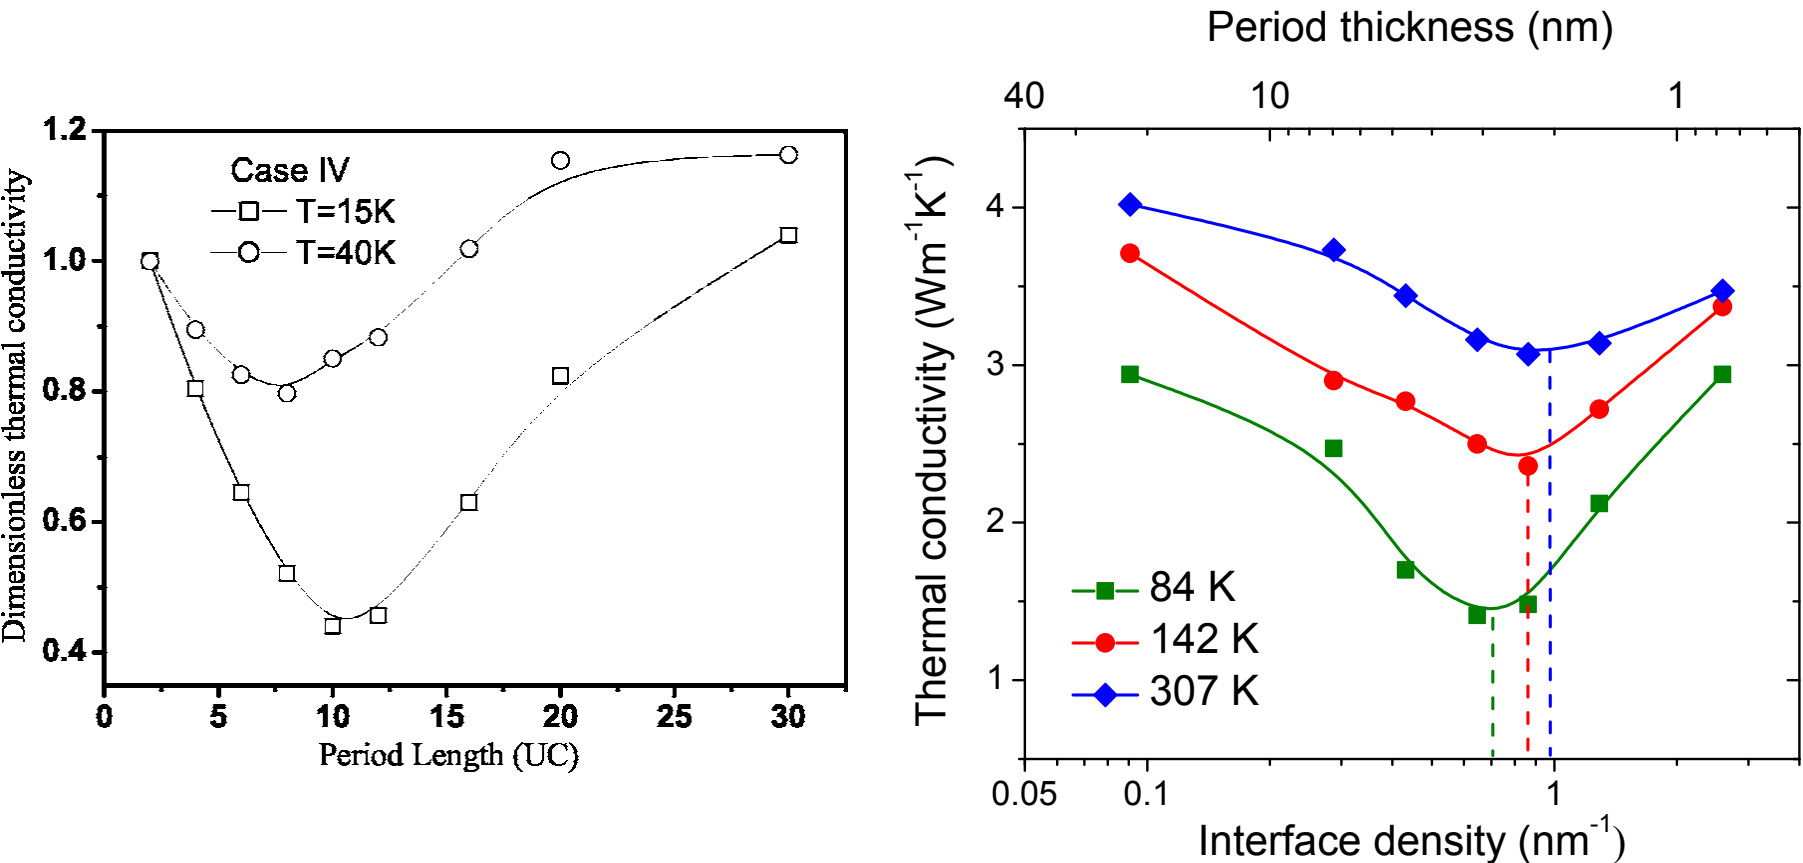 Dimensionless thermal conductivity
1.2
1.0
0.8
0.6
0.4
Case IV
T=15K
T=40K
0 5 10 15 20 25 30
Period Length (UC)
Period thickness (nm)
40 10 1
Thermal conductivity (Wm⁻¹K⁻¹)
4
3
2
1
84 K
142 K
307 K
0.05 0.1 1
Interface density (nm⁻¹)